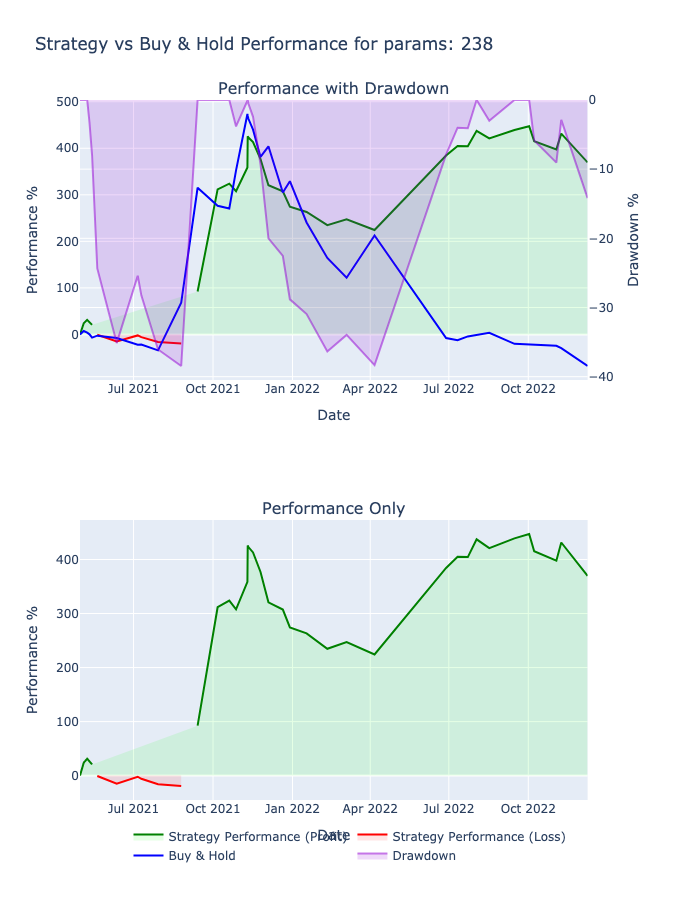 Strategy vs Buy & Hold Performance for params: 238
Performance with Drawdown
500
400
300
200
100
0
Performance %
0
−10
−20
−30
−40
Drawdown %
Jul 2021
Oct 2021
Jan 2022
Apr 2022
Jul 2022
Oct 2022
Date
Performance Only
400
300
200
100
0
Performance %
Jul 2021
Oct 2021
Jan 2022
Apr 2022
Jul 2022
Oct 2022
Date
Strategy Performance (Profit)
Strategy Performance (Loss)
Buy & Hold
Drawdown